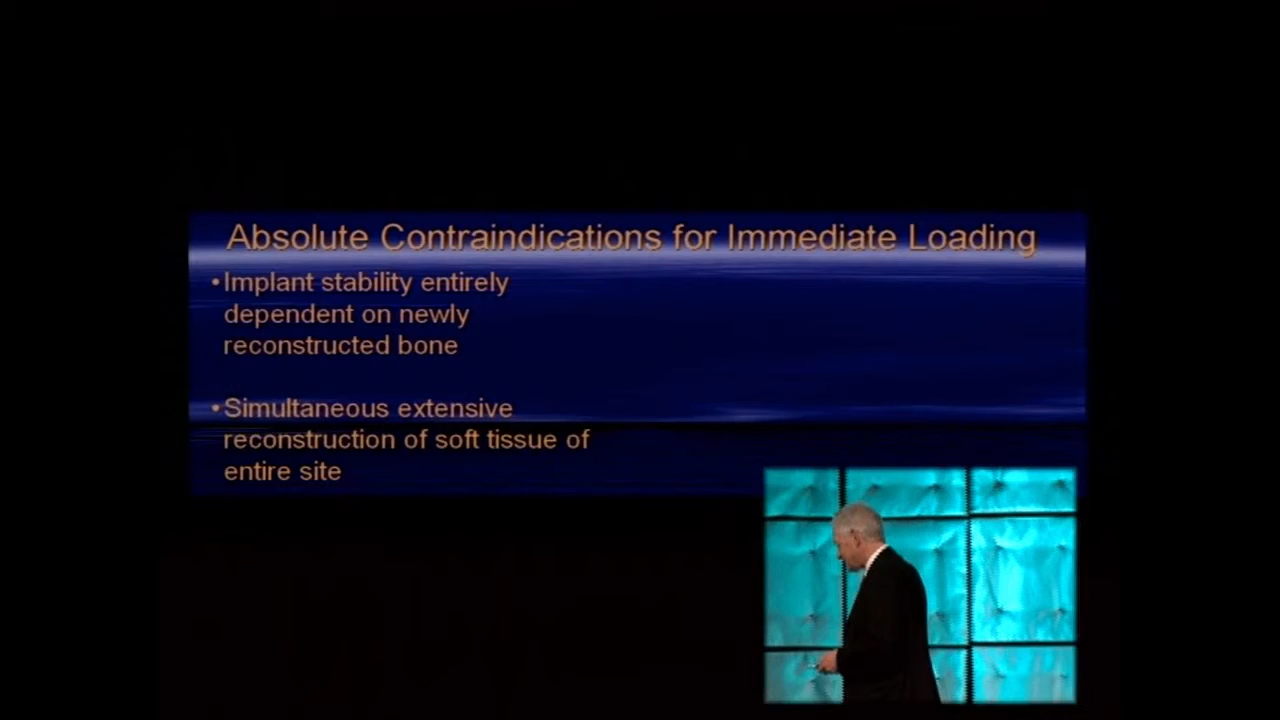 Absolute Contraindications for Immediate Loading
•Implant stability entirely
dependent on newly
reconstructed bone
•Simultaneous extensive
reconstruction of soft tissue of
entire site